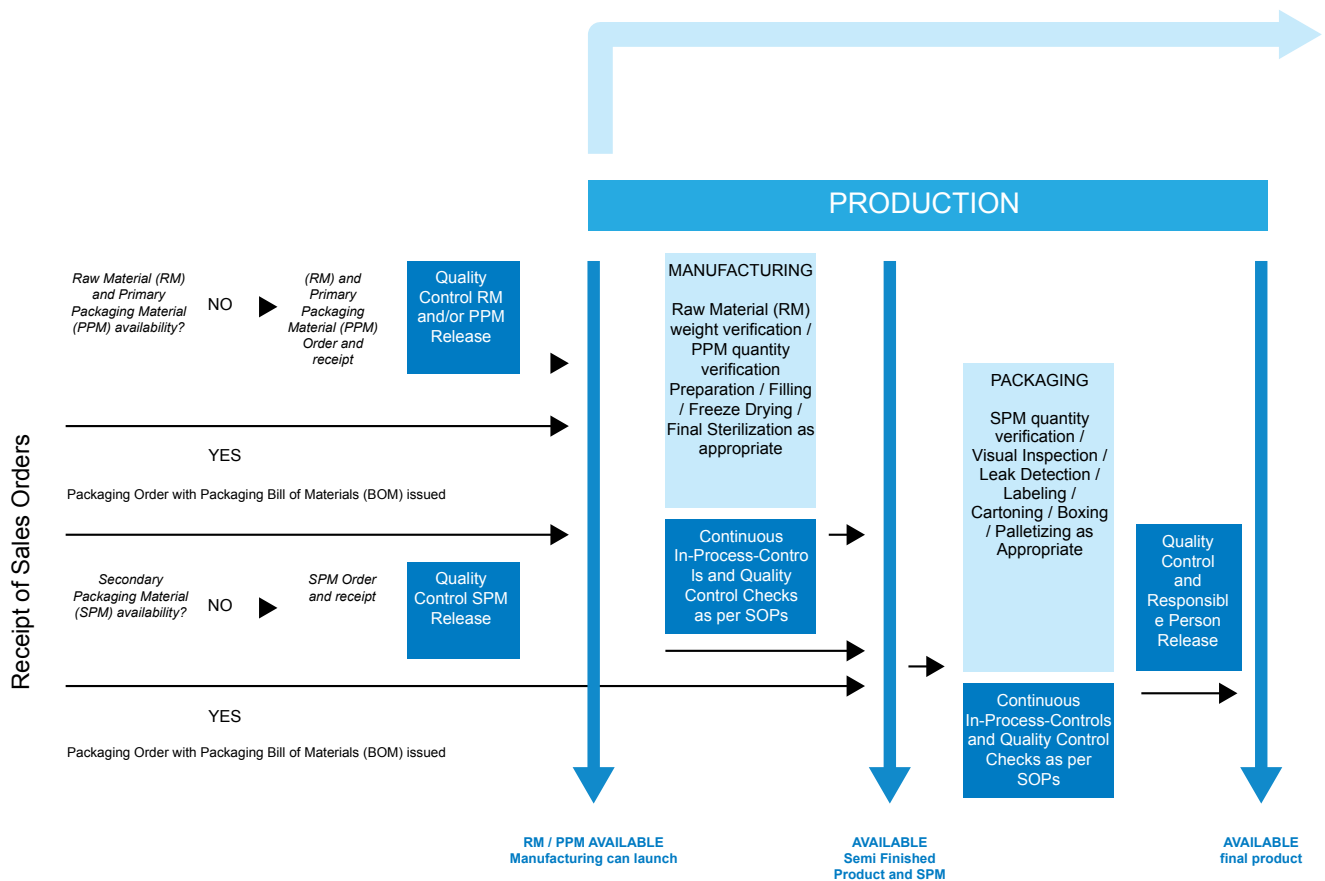 PRODUCTION
Receipt of Sales Orders
Raw Material (RM)
and Primary
Packaging Material
(PPM) availability?
NO
(RM) and
Primary
Packaging
Material (PPM)
Order and
receipt
Quality
Control RM
and/or PPM
Release
YES
Packaging Order with Packaging Bill of Materials (BOM) issued
Secondary
Packaging Material
(SPM) availability?
NO
SPM Order
and receipt
Quality
Control SPM
Release
YES
Packaging Order with Packaging Bill of Materials (BOM) issued
MANUFACTURING
Raw Material (RM)
weight verification /
PPM quantity
verification
Preparation / Filling
/ Freeze Drying /
Final Sterilization as
appropriate
Continuous
In-Process-Contro
ls and Quality
Control Checks
as per SOPs
PACKAGING
SPM quantity
verification /
Visual Inspection /
Leak Detection /
Labeling /
Cartoning / Boxing
/ Palletizing as
Appropriate
Continuous
In-Process-Controls
and Quality Control
Checks as per
SOPs
Quality
Control
and
Responsibl
e Person
Release
RM / PPM AVAILABLE
Manufacturing can launch
AVAILABLE
Semi Finished
Product and SPM
AVAILABLE
final product